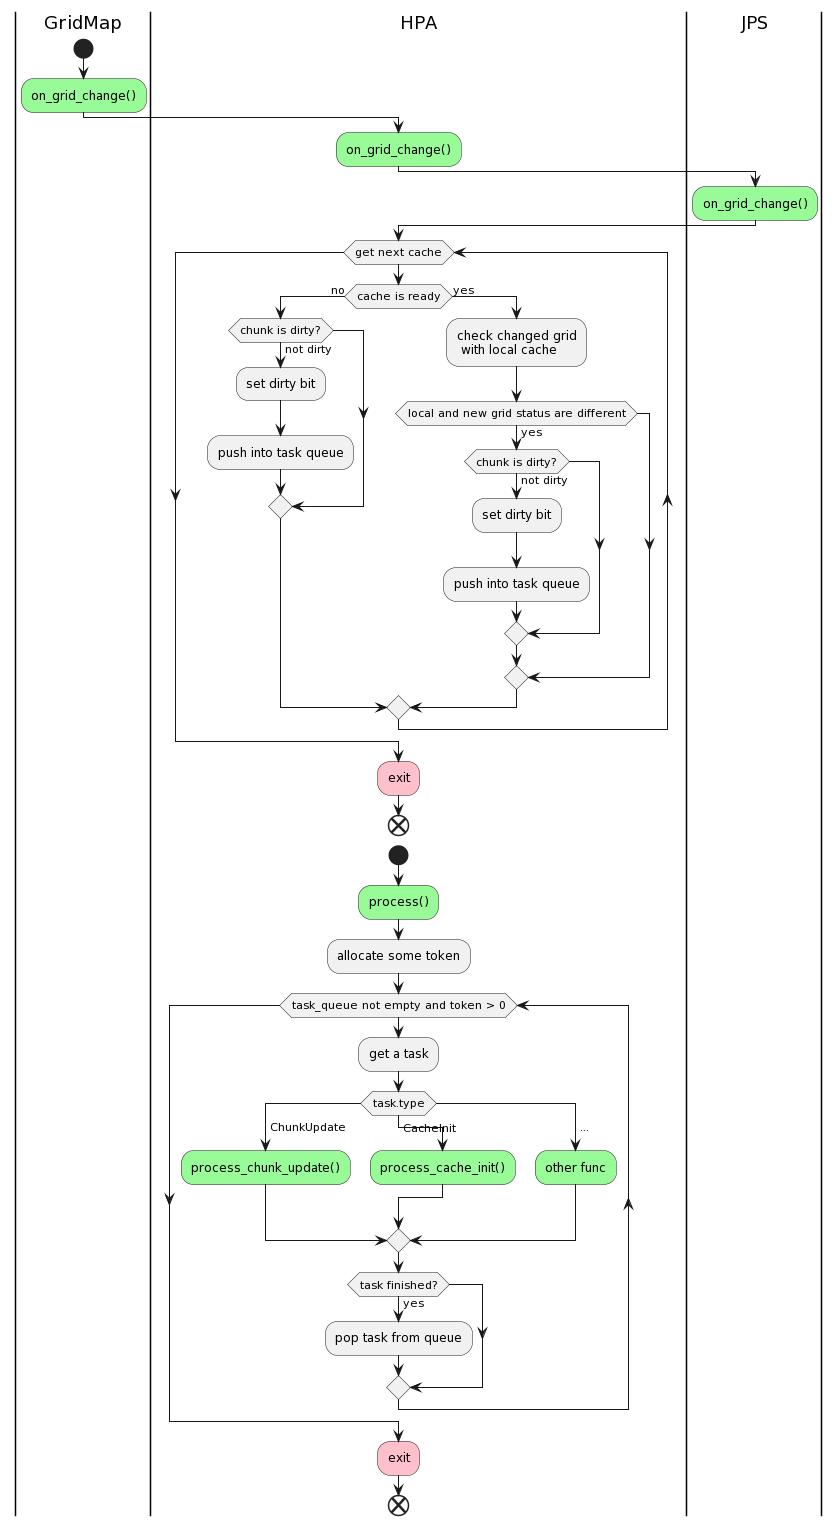 GridMap
HPA
JPS
on_grid_change()
on_grid_change()
on_grid_change()
get next cache
no
cache is ready
yes
chunk is dirty?
not dirty
set dirty bit
push into task queue
check changed grid
with local cache
local and new grid status are different
yes
chunk is dirty?
not dirty
set dirty bit
push into task queue
exit
process()
allocate some token
task_queue not empty and token > 0
get a task
task.type
ChunkUpdate
CacheInit
...
process_chunk_update()
process_cache_init()
other func
task finished?
yes
pop task from queue
exit